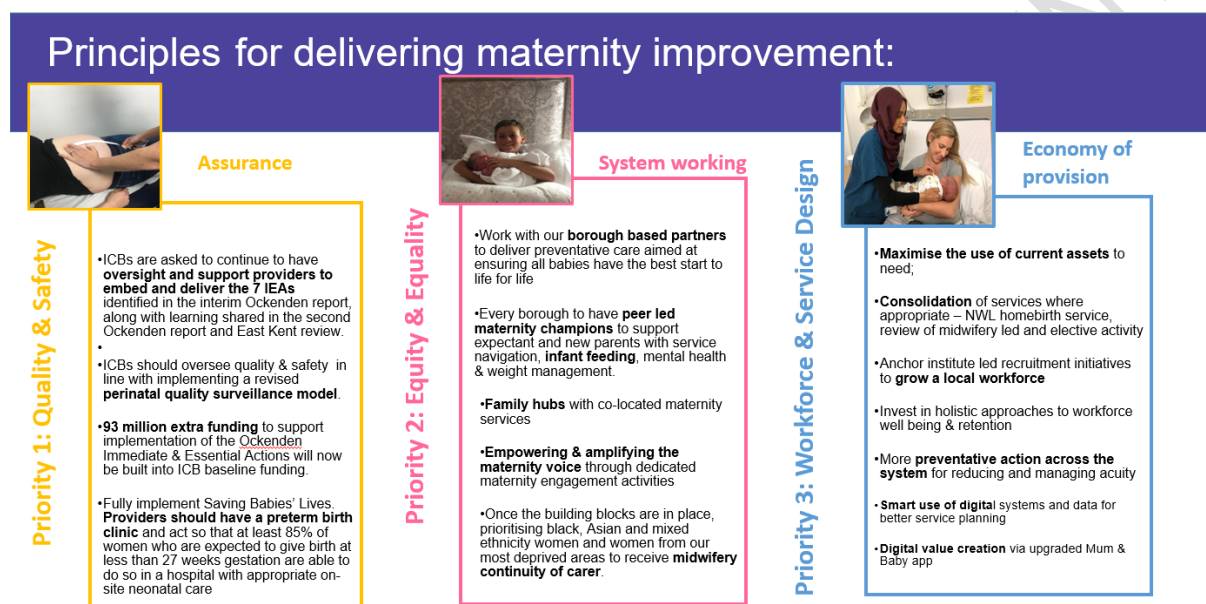 Principles for delivering maternity improvement:
Priority 1: Quality & Safety
Assurance
•ICBs are asked to continue to have
oversight and support providers to
embed and deliver the 7 IEAs
identified in the interim Ockenden report,
along with learning shared in the second
Ockenden report and East Kent review.
•
•ICBs should oversee quality & safety in
line with implementing a revised
perinatal quality surveillance model.
•93 million extra funding to support
implementation of the Ockenden
Immediate & Essential Actions will now
be built into ICB baseline funding.
•Fully implement Saving Babies' Lives.
Providers should have a preterm birth
clinic and act so that at least 85% of
women who are expected to give birth at
less than 27 weeks gestation are able to
do so in a hospital with appropriate on-
site neonatal care
Priority 2: Equity & Equality
System working
•Work with our borough based partners
to deliver preventative care aimed at
ensuring all babies have the best start to
life for life
•Every borough to have peer led
maternity champions to support
expectant and new parents with service
navigation, infant feeding, mental health
& weight management.
•Family hubs with co-located maternity
services
•Empowering & amplifying the
maternity voice through dedicated
maternity engagement activities
•Once the building blocks are in place,
prioritising black, Asian and mixed
ethnicity women and women from our
most deprived areas to receive midwifery
continuity of carer.
Priority 3: Workforce & Service Design
Economy of
provision
•Maximise the use of current assets to
need;
•Consolidation of services where
appropriate – NWL homebirth service,
review of midwifery led and elective activity
•Anchor institute led recruitment initiatives
to grow a local workforce
•Invest in holistic approaches to workforce
well being & retention
•More preventative action across the
system for reducing and managing acuity
•Smart use of digital systems and data for
better service planning
•Digital value creation via upgraded Mum &
Baby app